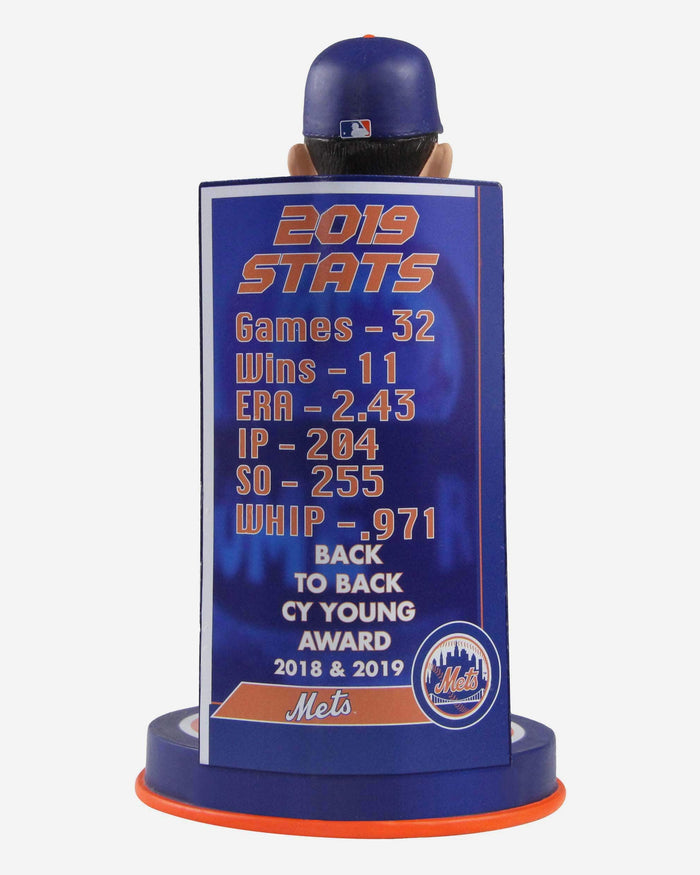 2019
STATS
Games - 32
Wins - 11
ERA - 2.43
IP - 204
SO - 255
WHIP - .971
BACK
TO BACK
CY YOUNG
AWARD
2018 & 2019
Mets
Mets